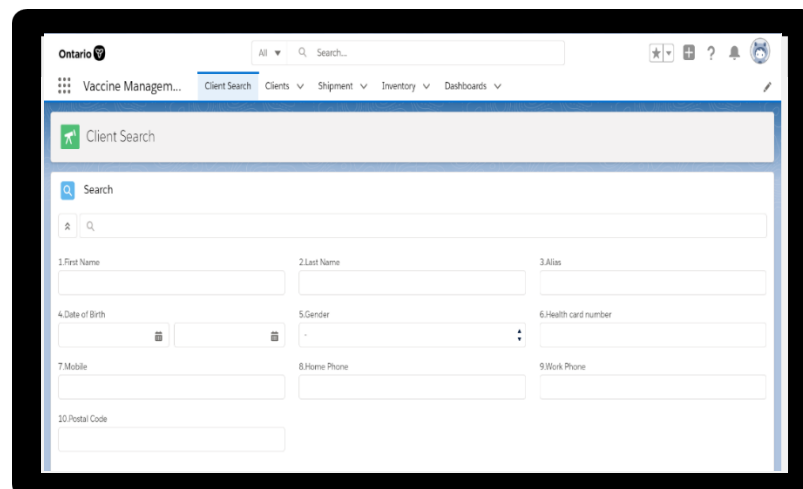 Ontario
All Search...
Vaccine Managem... Client Search Clients Shipment Inventory Dashboards
Client Search
Search
1.First Name 2.Last Name 3.Alias
4.Date of Birth 5.Gender 6.Health card number
-
7.Mobile 8.Home Phone 9.Work Phone
10.Postal Code